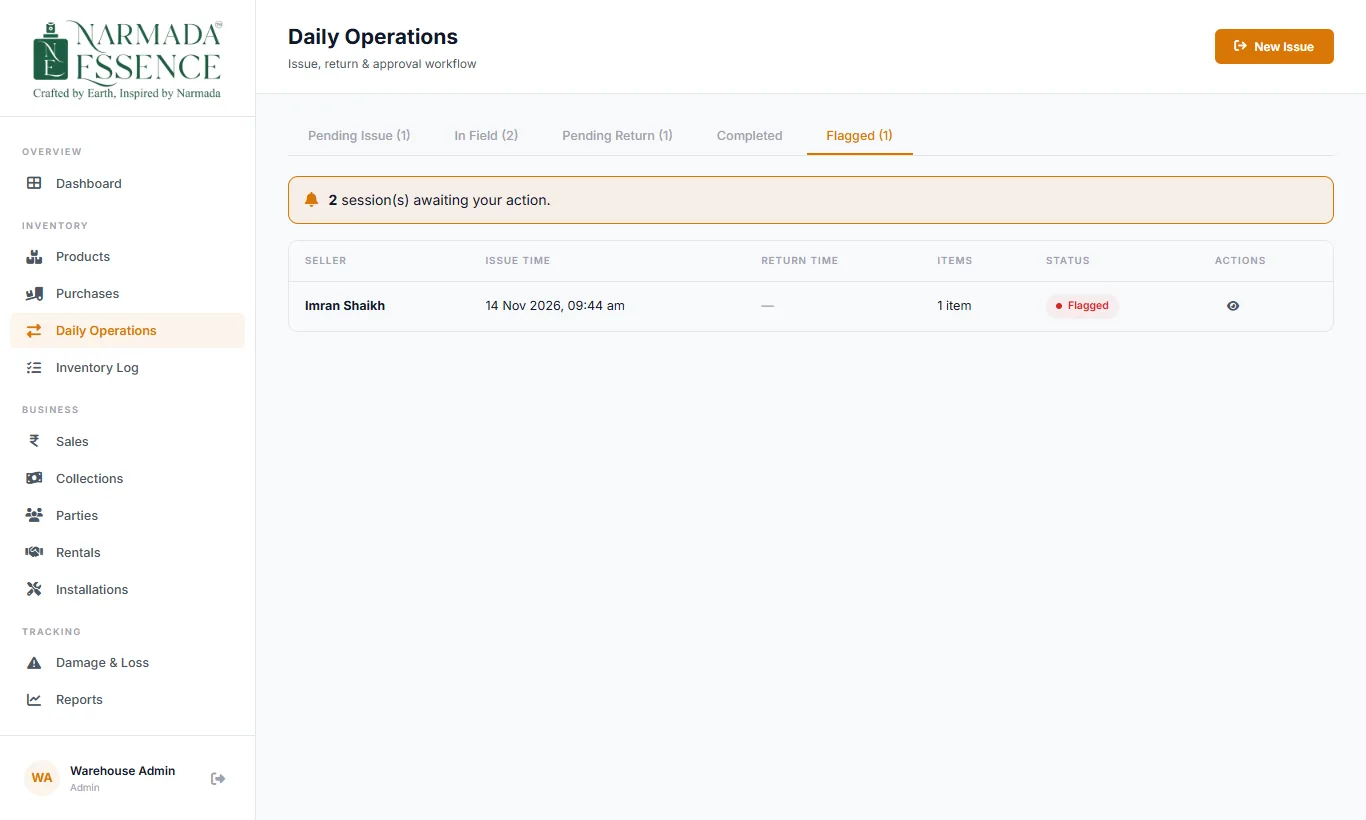 NARMADA
ESSENCE
NE
TM
Crafted by Earth, Inspired by Narmada
OVERVIEW
Dashboard
INVENTORY
Products
Purchases
Daily Operations
Inventory Log
BUSINESS
₹ Sales
Collections
Parties
Rentals
Installations
TRACKING
Damage & Loss
Reports
WA
Warehouse Admin
Admin
Daily Operations
Issue, return & approval workflow
New Issue
Pending Issue (1) In Field (2) Pending Return (1) Completed Flagged (1)
2 session(s) awaiting your action.
SELLER ISSUE TIME RETURN TIME ITEMS STATUS ACTIONS
Imran Shaikh 14 Nov 2026, 09:44 am — 1 item Flagged